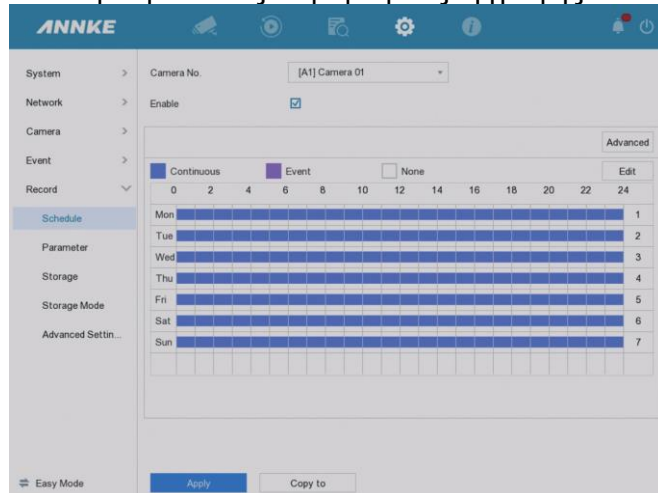 ANNKE
System
Network
Camera
Event
Record
Schedule
Parameter
Storage
Storage Mode
Advanced Settin...
Easy Mode
Camera No. [A1] Camera 01
Enable
Advanced
Continuous Event None Edit
0 2 4 6 8 10 12 14 16 18 20 22 24
Mon 1
Tue 2
Wed 3
Thu 4
Fri 5
Sat 6
Sun 7
Apply Copy to